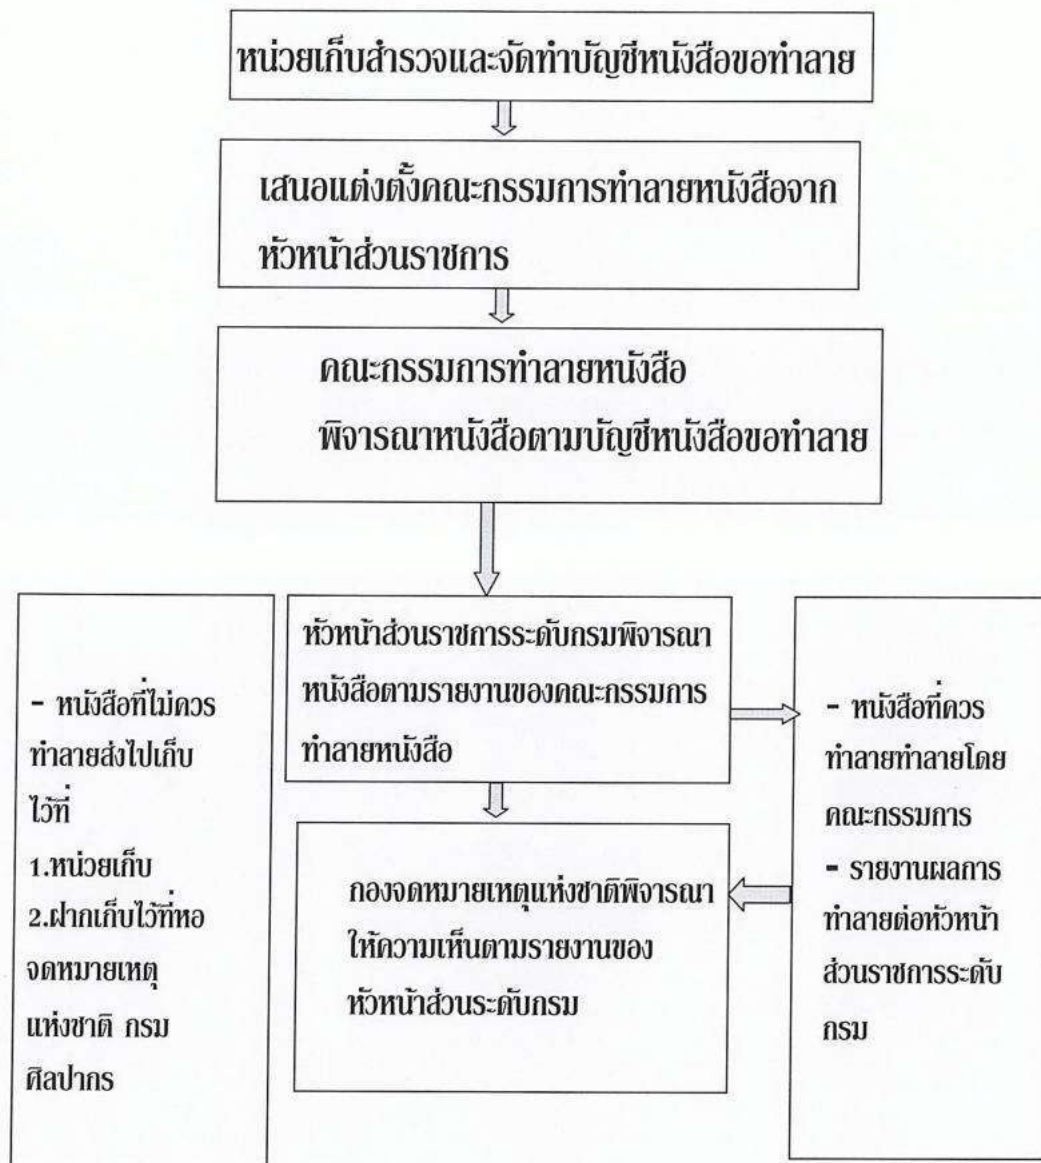 หน่วยเก็บสำรวจและจัดทำบัญชีหนังสือขอทำลาย
เสนอแต่งตั้งคณะกรรมการทำลายหนังสือจาก
หัวหน้าส่วนราชการ
คณะกรรมการทำลายหนังสือ
พิจารณาหนังสือตามบัญชีหนังสือขอทำลาย
- หนังสือที่ไม่ควร
ทำลายส่งไปเก็บ
ไว้ที่
1.หน่วยเก็บ
2.ฝากเก็บไว้ที่หอ
จดหมายเหตุ
แห่งชาติ กรม
ศิลปากร
หัวหน้าส่วนราชการระดับกรมพิจารณา
หนังสือตามรายงานของคณะกรรมการ
ทำลายหนังสือ
กองจดหมายเหตุแห่งชาติพิจารณา
ให้ความเห็นตามรายงานของ
หัวหน้าส่วนระดับกรม
- หนังสือที่ควร
ทำลายทำลายโดย
คณะกรรมการ
- รายงานผลการ
ทำลายต่อหัวหน้า
ส่วนราชการระดับ
กรม